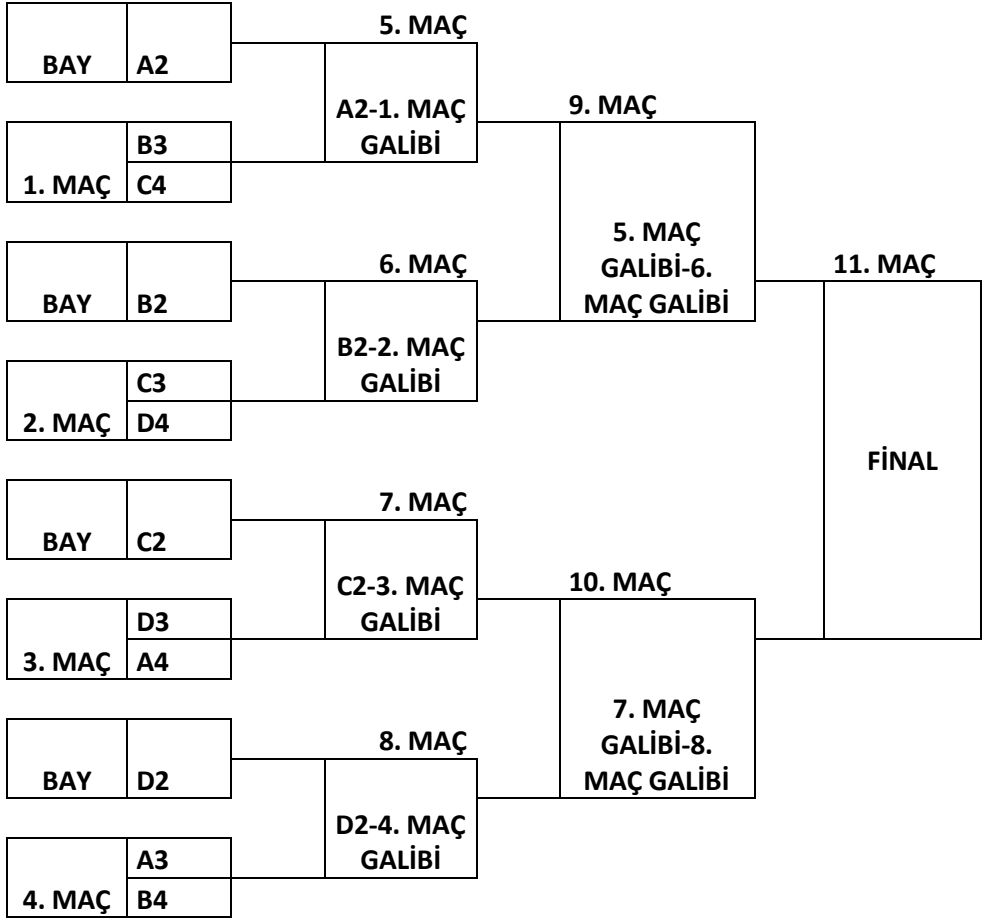 5. MAÇ
BAY A2
A2-1. MAÇ
GALİBİ
9. MAÇ
B3
1. MAÇ C4
5. MAÇ
GALİBİ-6.
MAÇ GALİBİ
6. MAÇ
11. MAÇ
BAY B2
B2-2. MAÇ
GALİBİ
C3
2. MAÇ D4
FİNAL
7. MAÇ
BAY C2
C2-3. MAÇ
GALİBİ
10. MAÇ
D3
3. MAÇ A4
7. MAÇ
GALİBİ-8.
MAÇ GALİBİ
8. MAÇ
BAY D2
D2-4. MAÇ
GALİBİ
A3
4. MAÇ B4